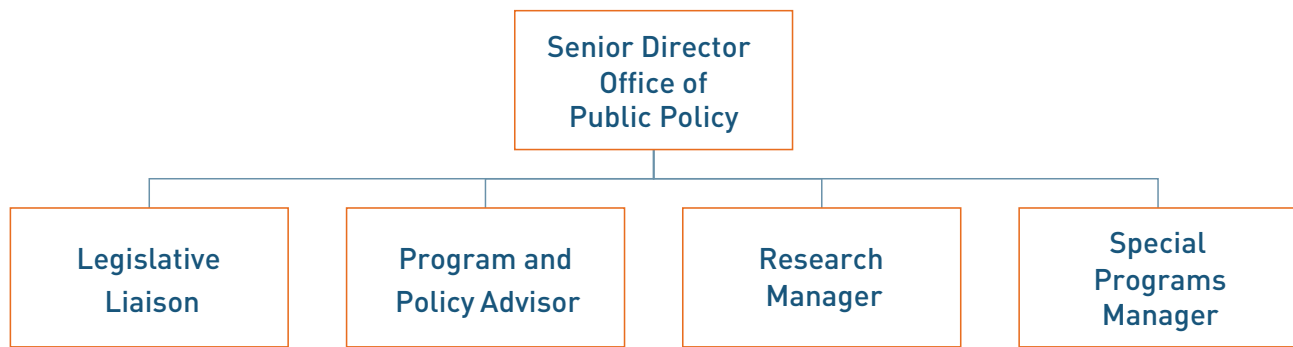 Senior Director
Office of
Public Policy
Legislative
Liaison
Program and
Policy Advisor
Research
Manager
Special
Programs
Manager